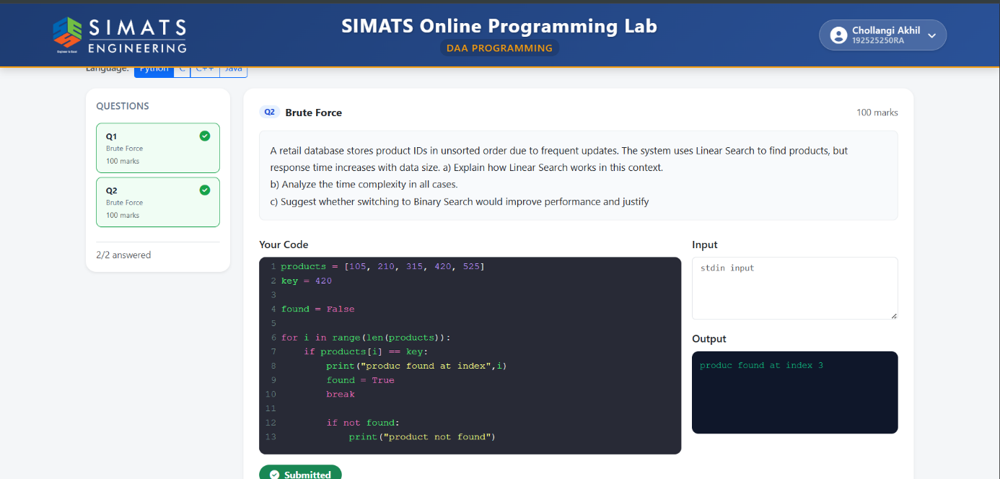 SIMATS
ENGINEERING
Engineer to Excel
SIMATS Online Programming Lab
DAA PROGRAMMING
Chollangi Akhil
192525250RA
Language:
Python C C++ Java
QUESTIONS
Q1
Brute Force
100 marks
Q2
Brute Force
100 marks
2/2 answered
Q2 Brute Force
100 marks
A retail database stores product IDs in unsorted order due to frequent updates. The system uses Linear Search to find products, but
response time increases with data size. a) Explain how Linear Search works in this context.
b) Analyze the time complexity in all cases.
c) Suggest whether switching to Binary Search would improve performance and justify
Your Code
1 products = [105, 210, 315, 420, 525]
2 key = 420
3
4 found = False
5
6 for i in range(len(products)):
7     if products[i] == key:
8         print("produc found at index",i)
9         found = True
10         break
11
12         if not found:
13             print("product not found")
Submitted
Input
stdin input
Output
produc found at index 3